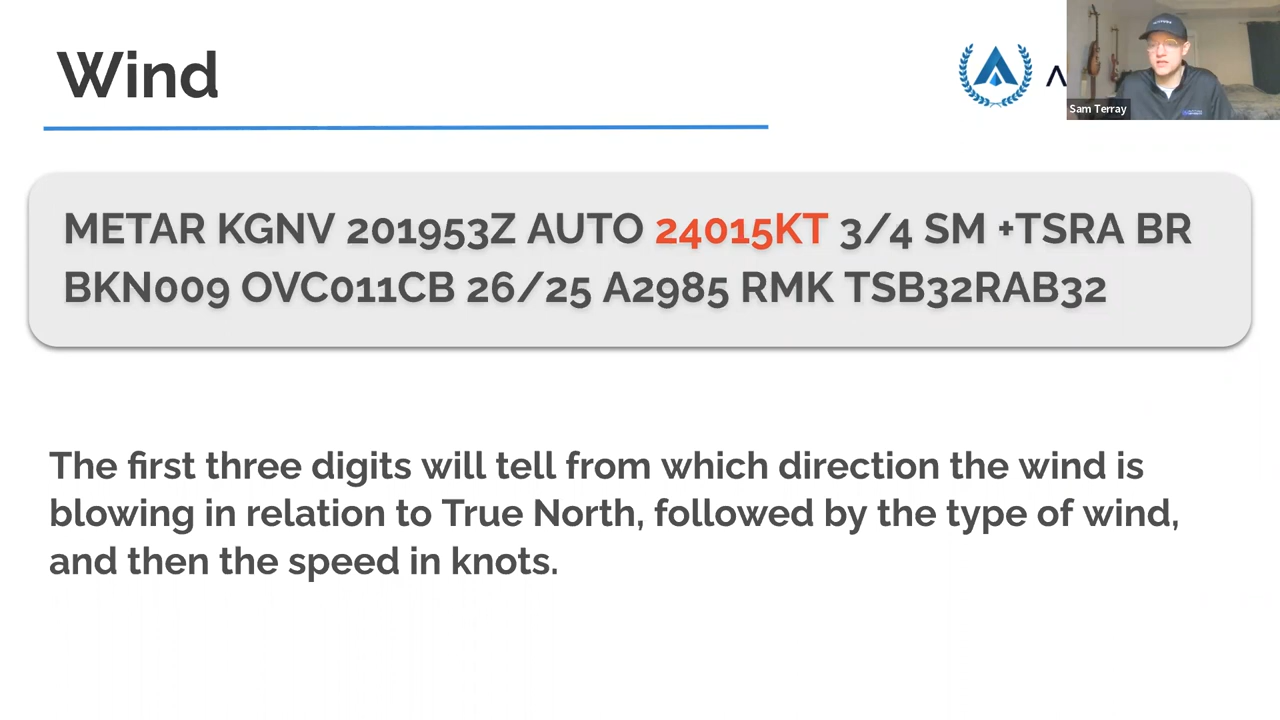 Wind
Sam Terray
METAR KGNV 201953Z AUTO 24015KT 3/4 SM +TSRA BR
BKN009 OVC011CB 26/25 A2985 RMK TSB32RAB32
The first three digits will tell from which direction the wind is
blowing in relation to True North, followed by the type of wind,
and then the speed in knots.